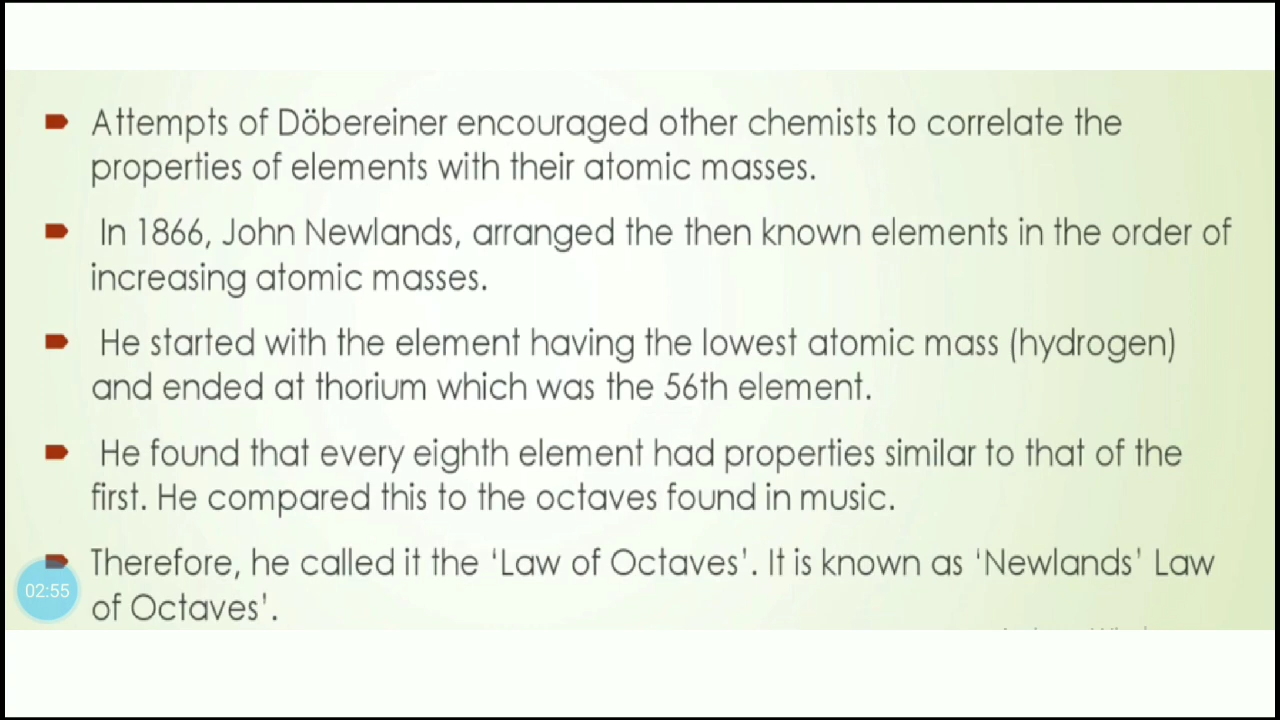 Attempts of Döbereiner encouraged other chemists to correlate the
properties of elements with their atomic masses.
In 1866, John Newlands, arranged the then known elements in the order of
increasing atomic masses.
He started with the element having the lowest atomic mass (hydrogen)
and ended at thorium which was the 56th element.
He found that every eighth element had properties similar to that of the
first. He compared this to the octaves found in music.
Therefore, he called it the ‘Law of Octaves’. It is known as ‘Newlands’ Law
of Octaves’.
02:55